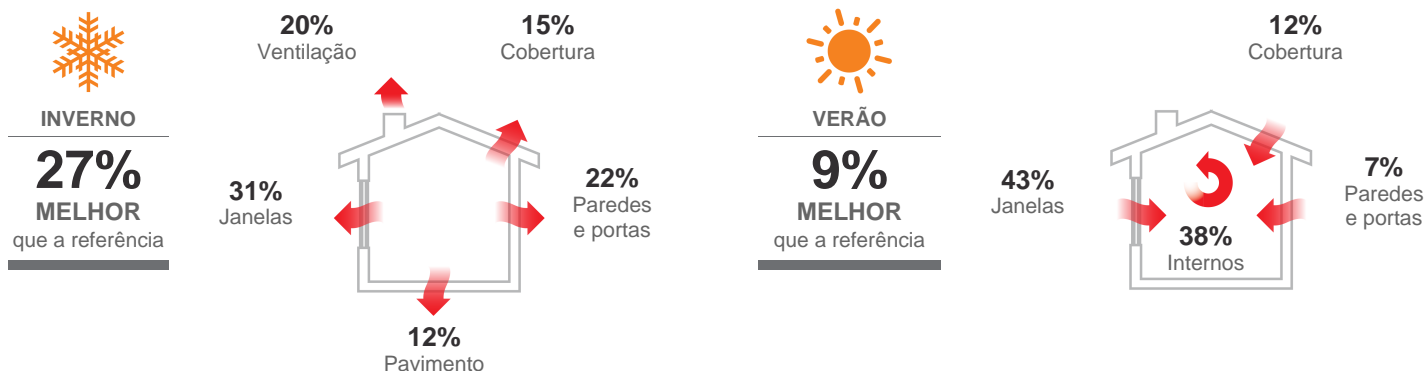 INVERNO
27%
MELHOR
que a referência
20%
Ventilação
15%
Cobertura
31%
Janelas
22%
Paredes
e portas
12%
Pavimento
VERÃO
9%
MELHOR
que a referência
12%
Cobertura
43%
Janelas
7%
Paredes
e portas
38%
Internos